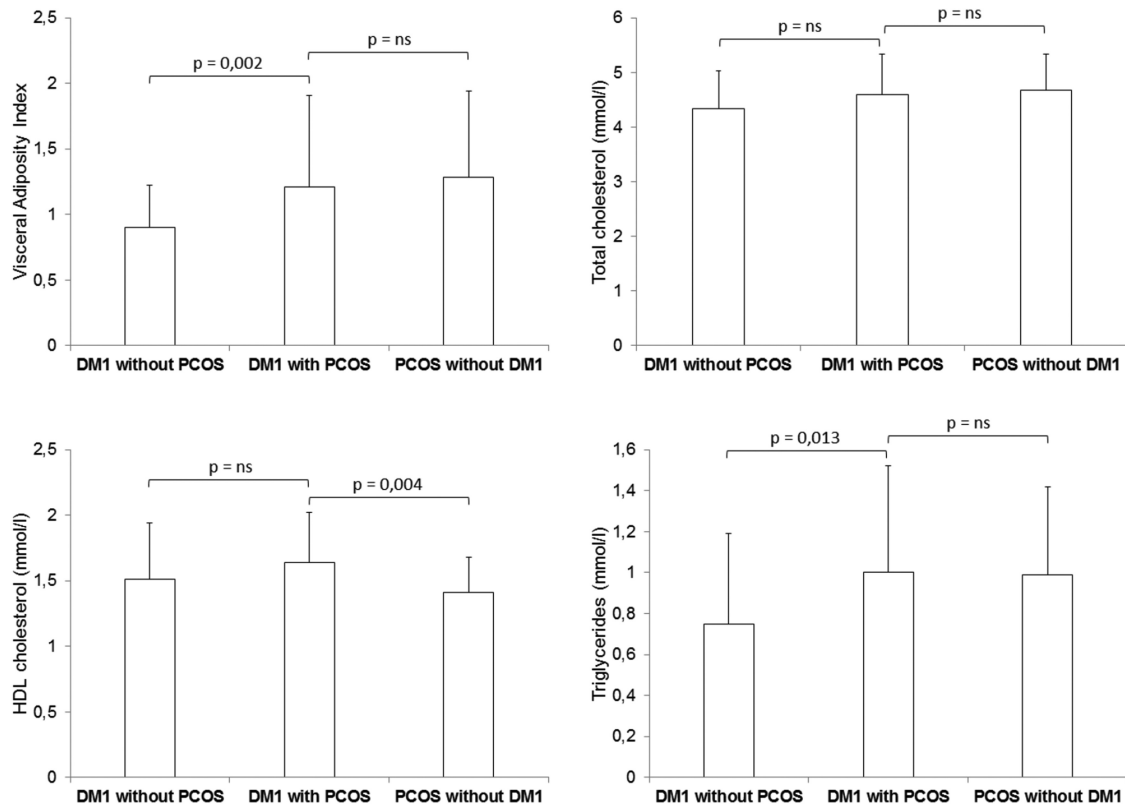 2,5
2
1,5
1
0,5
0
Visceral Adiposity Index
p = 0,002
p = ns
DM1 without PCOS
DM1 with PCOS
PCOS without DM1
6
5
4
3
2
1
0
Total cholesterol (mmol/l)
p = ns
p = ns
DM1 without PCOS
DM1 with PCOS
PCOS without DM1
2,5
2
1,5
1
0,5
0
HDL cholesterol (mmol/l)
p = ns
p = 0,004
DM1 without PCOS
DM1 with PCOS
PCOS without DM1
1,6
1,4
1,2
1
0,8
0,6
0,4
0,2
0
Triglycerides (mmol/l)
p = 0,013
p = ns
DM1 without PCOS
DM1 with PCOS
PCOS without DM1